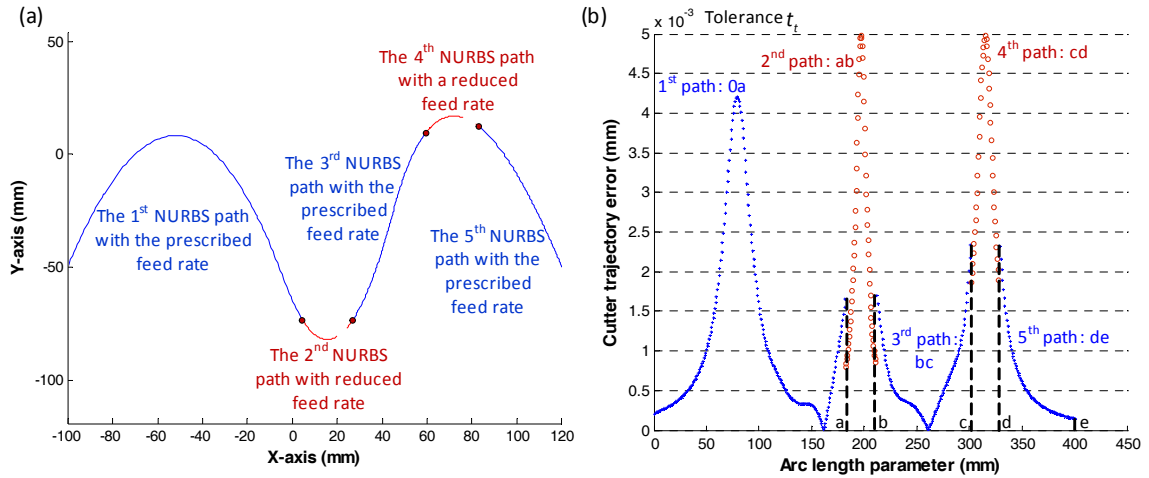 (a)
50
0
-50
-100
Y-axis (mm)
-100
-80
-60
-40
-20
0
20
40
60
80
100
120
X-axis (mm)
The 1st NURBS path
with the prescribed
feed rate
The 2nd NURBS
path with reduced
feed rate
The 3rd NURBS
path with the
prescribed
feed rate
The 4th NURBS path
with a reduced
feed rate
The 5th NURBS
path with the
prescribed
feed rate
(b)
5 x 10-3 Tolerance tt
4.5
4
3.5
3
2.5
2
1.5
1
0.5
0
Cutter trajectory error (mm)
0
50
100
150
200
250
300
350
400
450
Arc length parameter (mm)
1st path: 0a
2nd path: ab
3rd path:
bc
4th path: cd
5th path: de
a
b
c
d
e